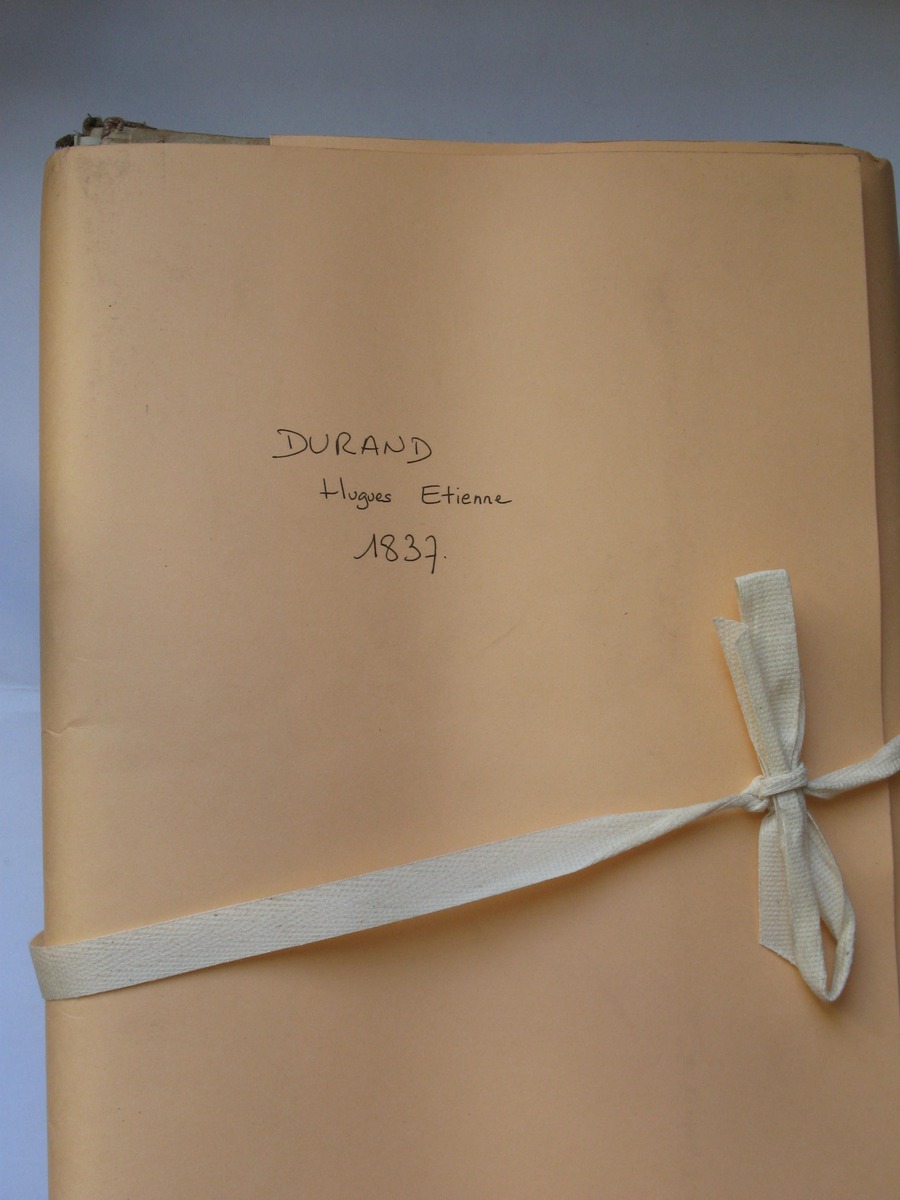 DURAND
Hugues Etienne
1837.